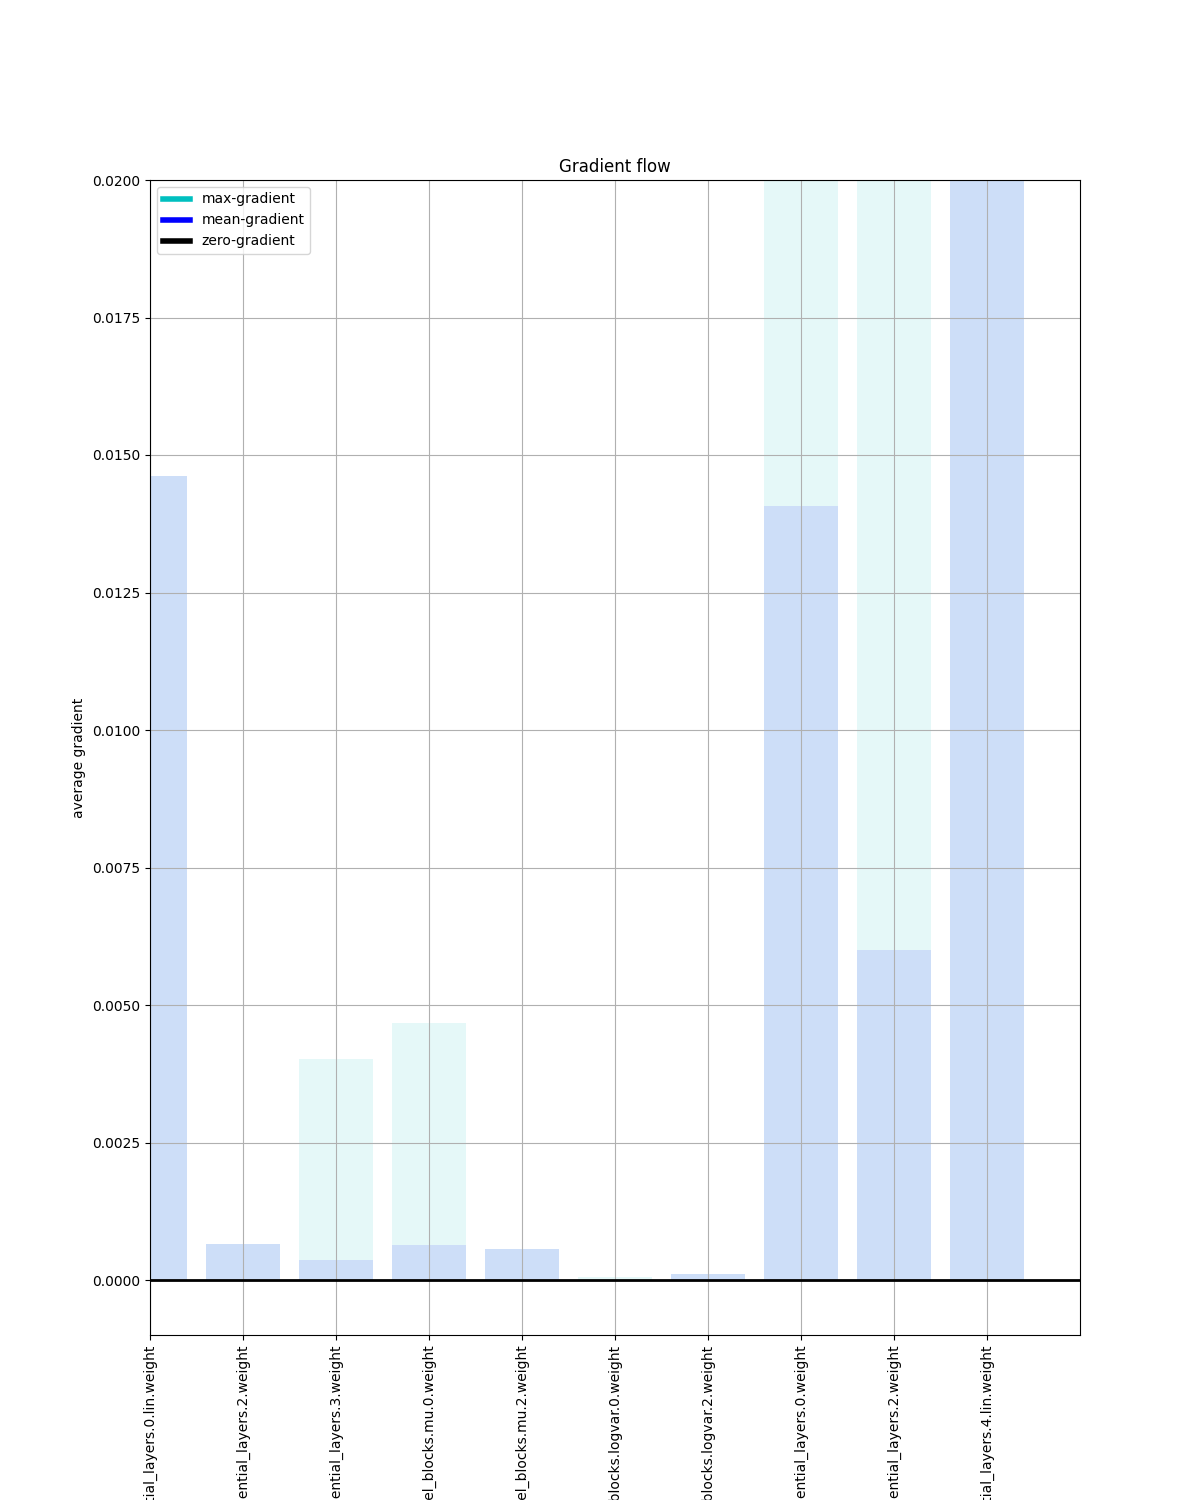 Gradient flow
max-gradient
mean-gradient
zero-gradient
0.0200
0.0175
0.0150
0.0125
0.0100
0.0075
0.0050
0.0025
0.0000
average gradient
tial_layers.0.lin.weight
ential_layers.2.weight
ential_layers.3.weight
el_blocks.mu.0.weight
el_blocks.mu.2.weight
blocks.logvar.0.weight
blocks.logvar.2.weight
ential_layers.0.weight
ential_layers.2.weight
tial_layers.4.lin.weight